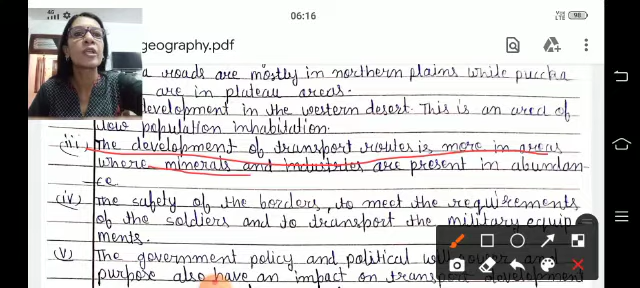 4G
06:16
98
geography.pdf
a roads are mostly in northern plains while puccha
are in plateau areas.
development in the western desert. This is an area of
low population inhabitation.
(iii) The development of transport routes is more in areas
where minerals and industries are present in abundan-
ce
(iv) The safety of the borders, to meet the requirements
of the soldiers and to transport the military equip-
ments.
(v) The government policy and political
purpose also have an impact on transport development